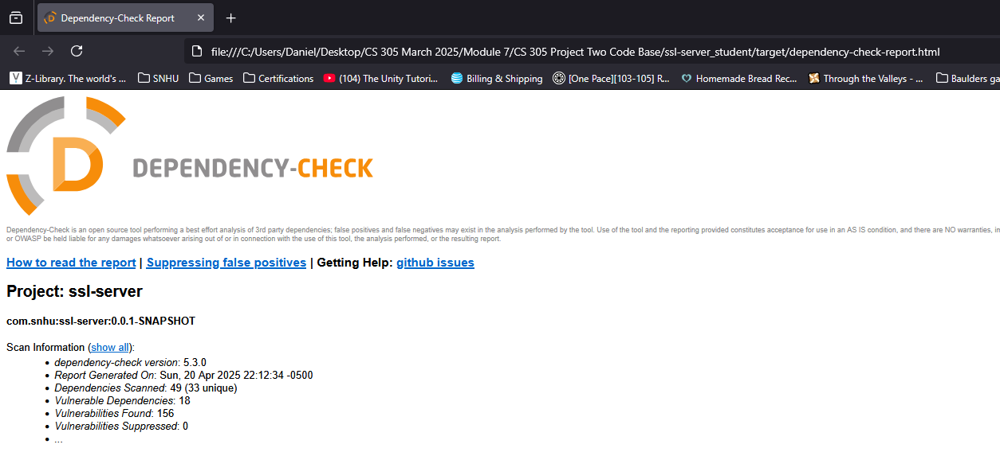 Dependency-Check Report
file:///C:/Users/Daniel/Desktop/CS 305 March 2025/Module 7/CS 305 Project Two Code Base/ssl-server_student/target/dependency-check-report.html
Z-Library. The world's ... SNHU Games Certifications (104) The Unity Tutori... Billing & Shipping [One Pace][103-105] R... Homemade Bread Rec... Through the Valleys - ... Baulders ga
D
DEPENDENCY-CHECK
Dependency-Check is an open source tool performing a best effort analysis of 3rd party dependencies; false positives and false negatives may exist in the analysis performed by the tool. Use of the tool and the reporting provided constitutes acceptance for use in an AS IS condition, and there are NO warranties, im
or OWASP be held liable for any damages whatsoever arising out of or in connection with the use of this tool, the analysis performed, or the resulting report.
How to read the report | Suppressing false positives | Getting Help: github issues
Project: ssl-server
com.snhu:ssl-server:0.0.1-SNAPSHOT
Scan Information (show all):
• dependency-check version: 5.3.0
• Report Generated On: Sun, 20 Apr 2025 22:12:34 -0500
• Dependencies Scanned: 49 (33 unique)
• Vulnerable Dependencies: 18
• Vulnerabilities Found: 156
• Vulnerabilities Suppressed: 0
• ...